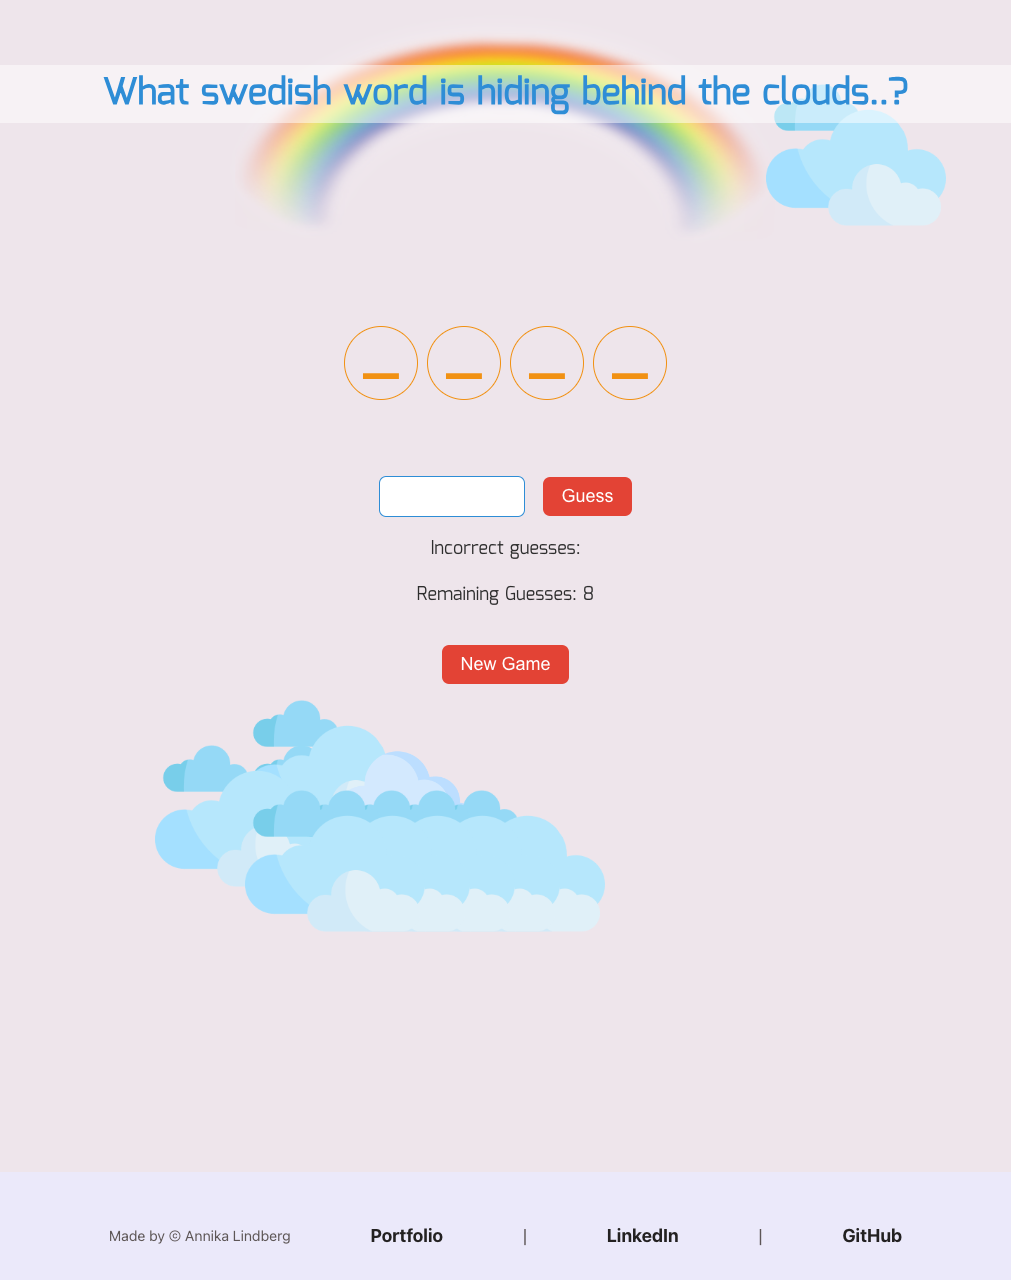 What swedish word is hiding behind the clouds..?
_ _ _ _
Guess
Incorrect guesses:
Remaining Guesses: 8
New Game
Made by © Annika Lindberg Portfolio | LinkedIn | GitHub